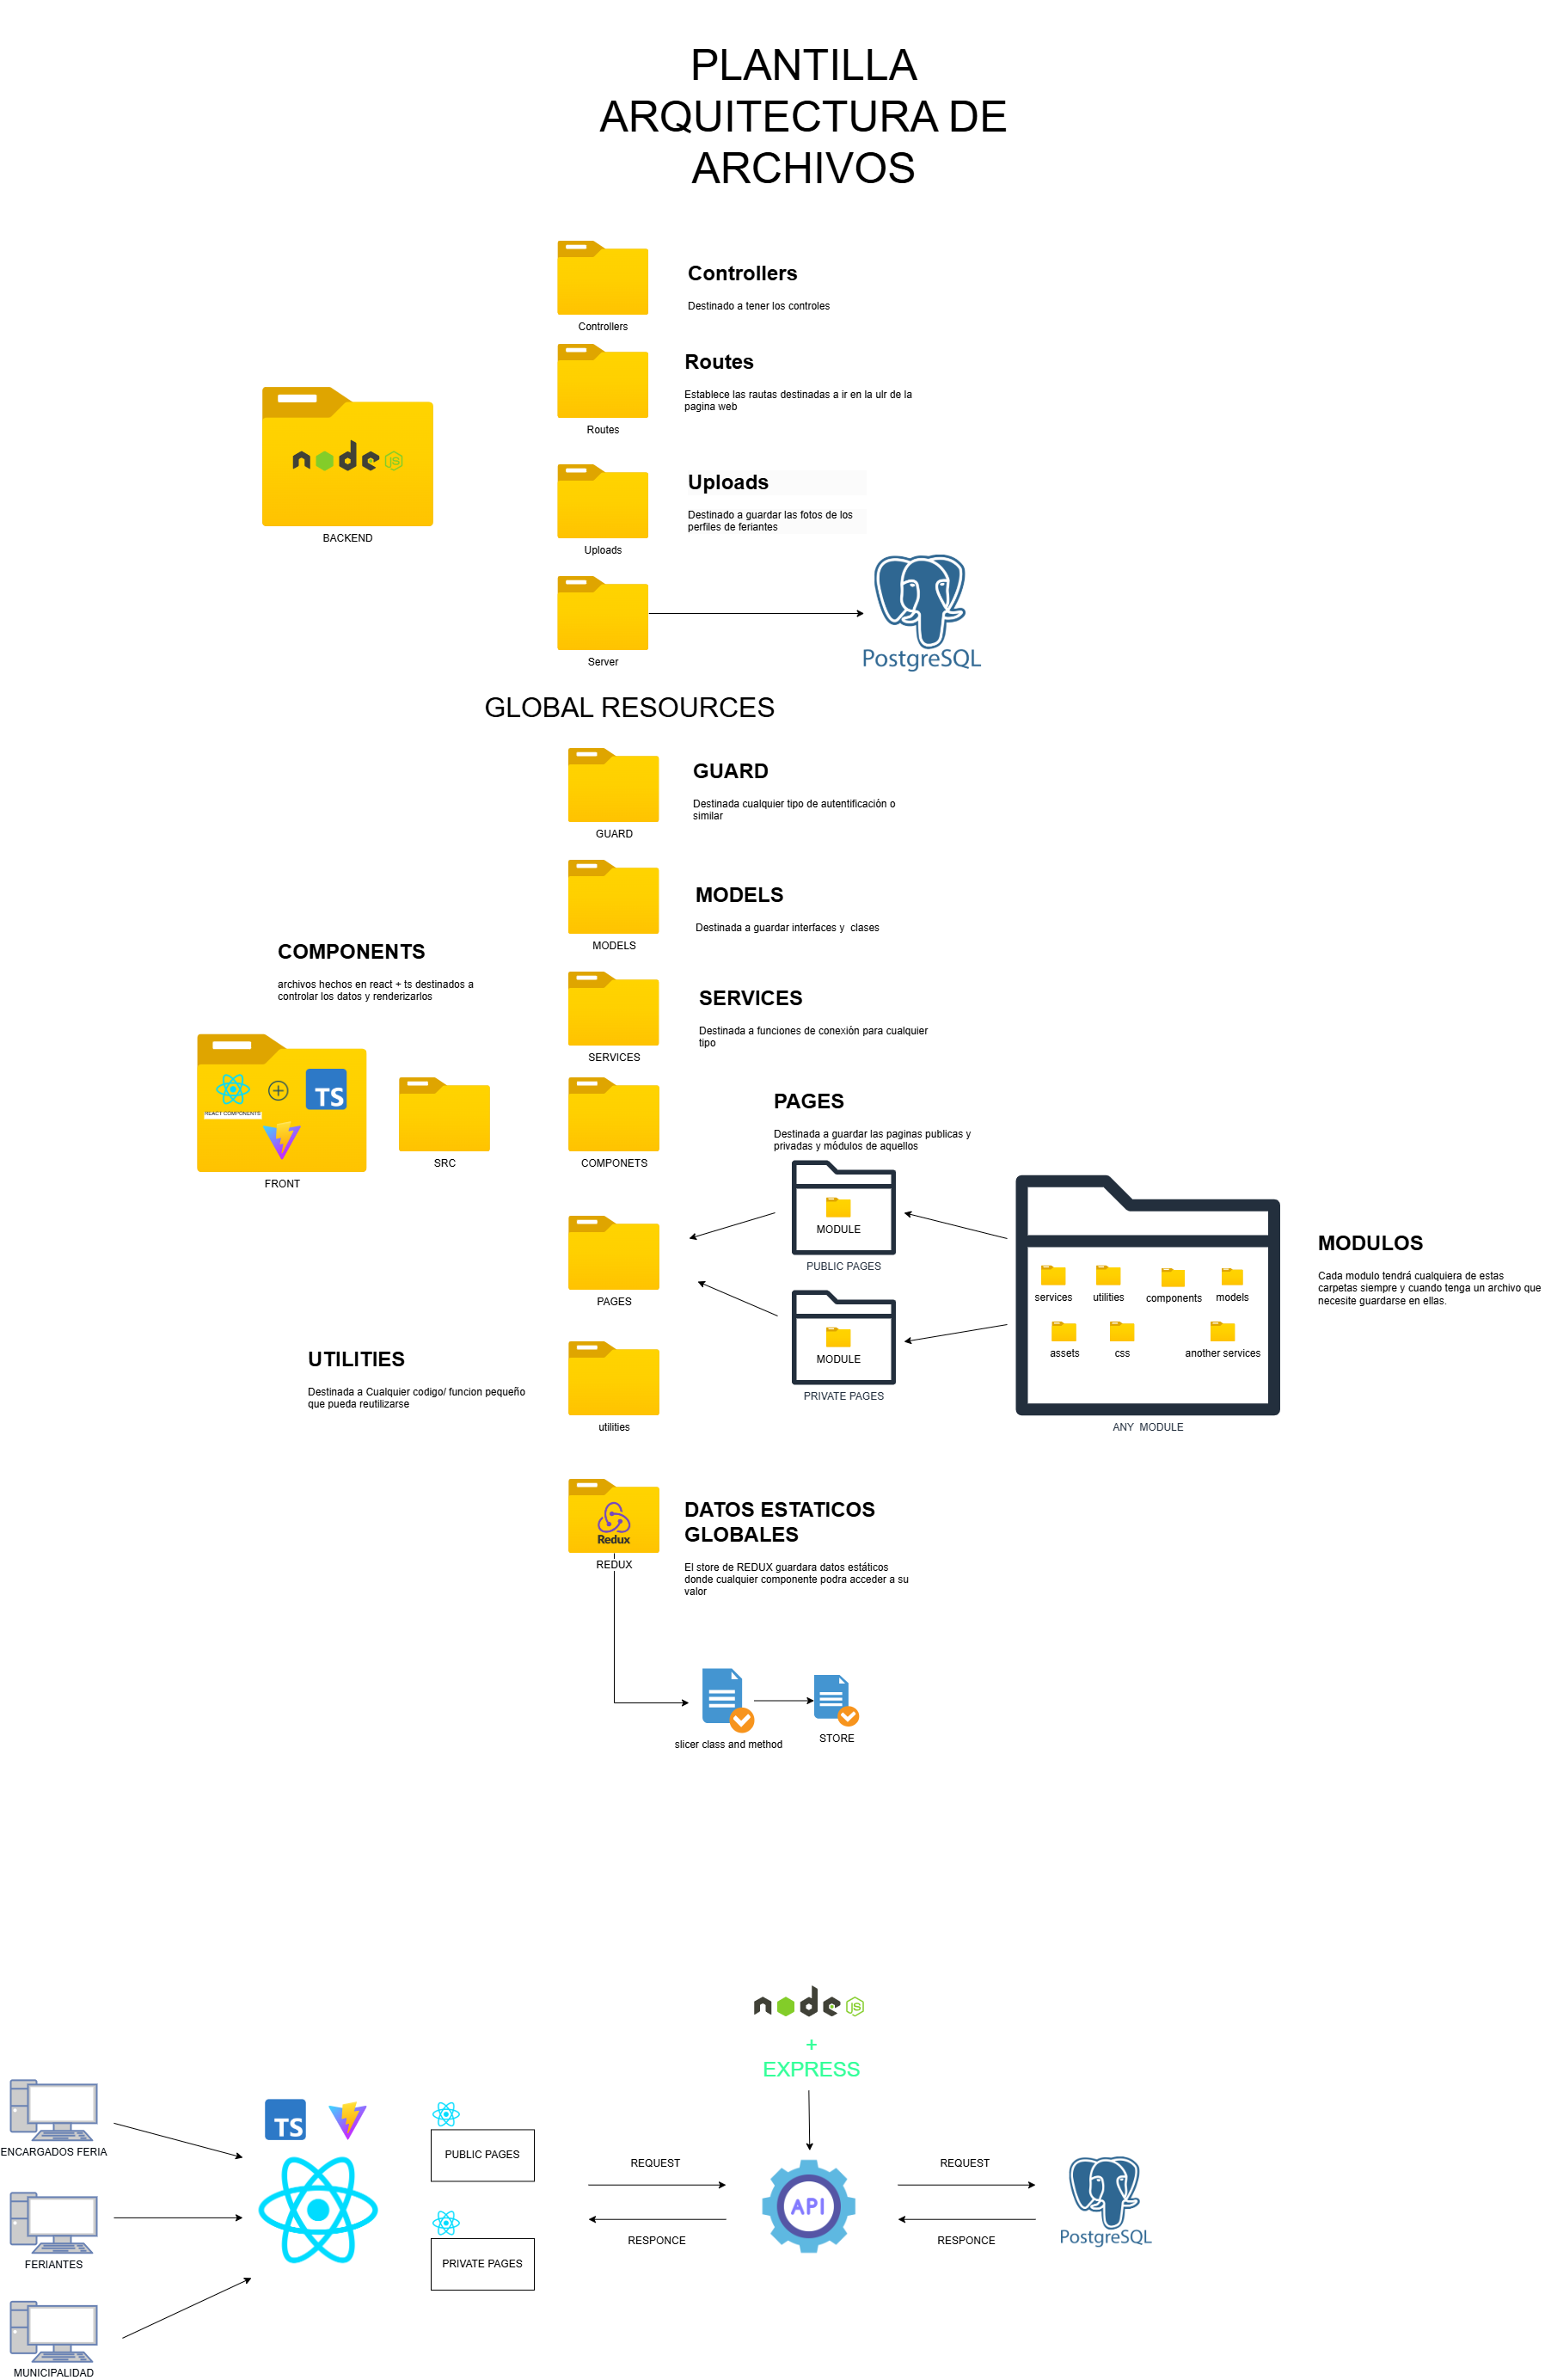 PLANTILLA
ARQUITECTURA DE
ARCHIVOS
Controllers
Destinado a tener los controles
Controllers
Routes
Establece las rautas destinadas a ir en la ulr de la
pagina web
Routes
node
JS
BACKEND
Uploads
Destinado a guardar las fotos de los
perfiles de feriantes
Uploads
Server
PostgreSQL
GLOBAL RESOURCES
GUARD
Destinada cualquier tipo de autentificación o
similar
GUARD
MODELS
Destinada a guardar interfaces y  clases
MODELS
COMPONENTS
archivos hechos en react + ts destinados a
controlar los datos y renderizarlos
SERVICES
Destinada a funciones de conexión para cualquier
tipo
SERVICES
TS
REACT COMPONENTS
FRONT
SRC
COMPONETS
PAGES
Destinada a guardar las paginas publicas y
privadas y módulos de aquellos
MODULE
PUBLIC PAGES
PAGES
MODULE
PRIVATE PAGES
services
utilities
components
models
assets
css
another services
ANY  MODULE
MODULOS
Cada modulo tendrá cualquiera de estas
carpetas siempre y cuando tenga un archivo que
necesite guardarse en ellas.
UTILITIES
Destinada a Cualquier codigo/ funcion pequeño
que pueda reutilizarse
utilities
Redux
REDUX
DATOS ESTATICOS
GLOBALES
El store de REDUX guardara datos estáticos
donde cualquier componente podra acceder a su
valor
slicer class and method
STORE
node
JS
+
EXPRESS
ENCARGADOS FERIA
FERIANTES
MUNICIPALIDAD
TS
PUBLIC PAGES
PRIVATE PAGES
REQUEST
RESPONCE
API
REQUEST
RESPONCE
PostgreSQL